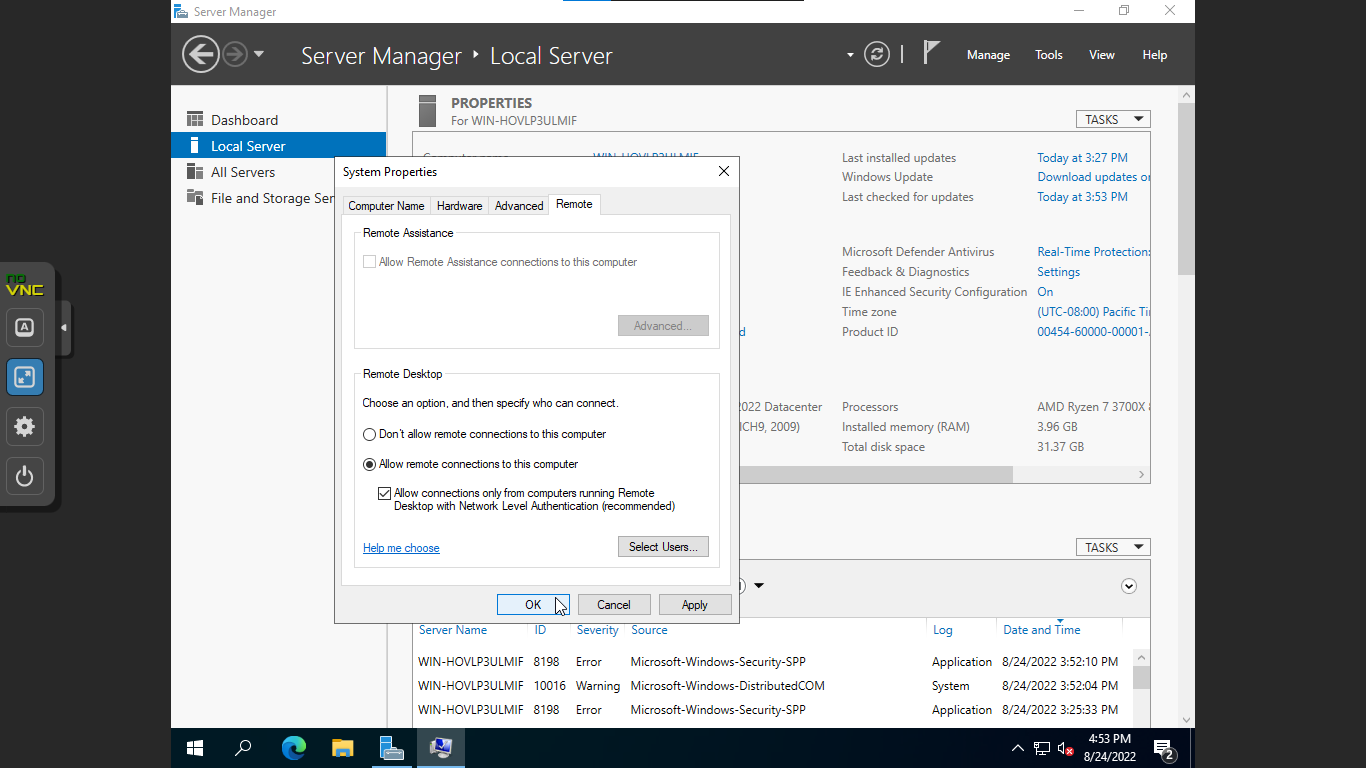 Server Manager
Server Manager ‣ Local Server
Manage Tools View Help
Dashboard
Local Server
All Servers
File and Storage Ser
PROPERTIES
For WIN-HOVLP3ULMIF
TASKS
Last installed updates Today at 3:27 PM
Windows Update Download updates or
Last checked for updates Today at 3:53 PM
Microsoft Defender Antivirus Real-Time Protection:
Feedback & Diagnostics Settings
IE Enhanced Security Configuration On
Time zone (UTC-08:00) Pacific Ti
Product ID 00454-60000-00001-
2022 Datacenter Processors AMD Ryzen 7 3700X
ICH9, 2009) Installed memory (RAM) 3.96 GB
Total disk space 31.37 GB
System Properties
Computer Name Hardware Advanced Remote
Remote Assistance
Allow Remote Assistance connections to this computer
Advanced...
Remote Desktop
Choose an option, and then specify who can connect.
Don't allow remote connections to this computer
Allow remote connections to this computer
Allow connections only from computers running Remote
Desktop with Network Level Authentication (recommended)
Help me choose
Select Users...
OK Cancel Apply
TASKS
Server Name ID Severity Source Log Date and Time
WIN-HOVLP3ULMIF 8198 Error Microsoft-Windows-Security-SPP Application 8/24/2022 3:52:10 PM
WIN-HOVLP3ULMIF 10016 Warning Microsoft-Windows-DistributedCOM System 8/24/2022 3:52:04 PM
WIN-HOVLP3ULMIF 8198 Error Microsoft-Windows-Security-SPP Application 8/24/2022 3:25:33 PM
4:53 PM
8/24/2022
2
no
VNC
A